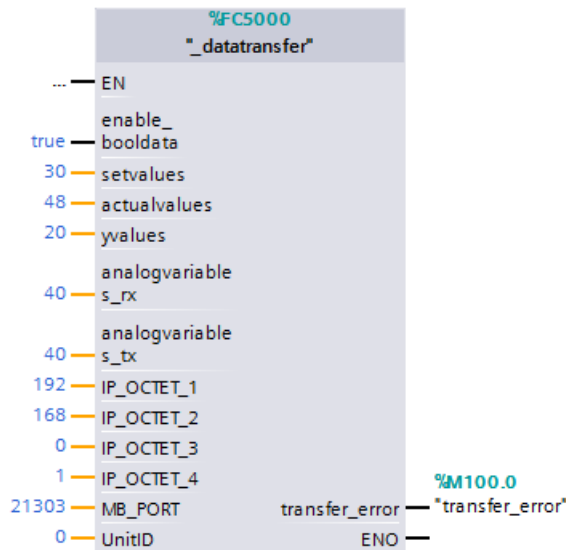 %FC5000
"_datatransfer"
... EN
enable_
true booldata
30 setvalues
48 actualvalues
20 yvalues
analogvariable
40 s_rx
analogvariable
40 s_tx
192 IP_OCTET_1
168 IP_OCTET_2
0 IP_OCTET_3
1 IP_OCTET_4
%M100.0
21303 MB_PORT transfer_error "transfer_error"
0 UnitID ENO